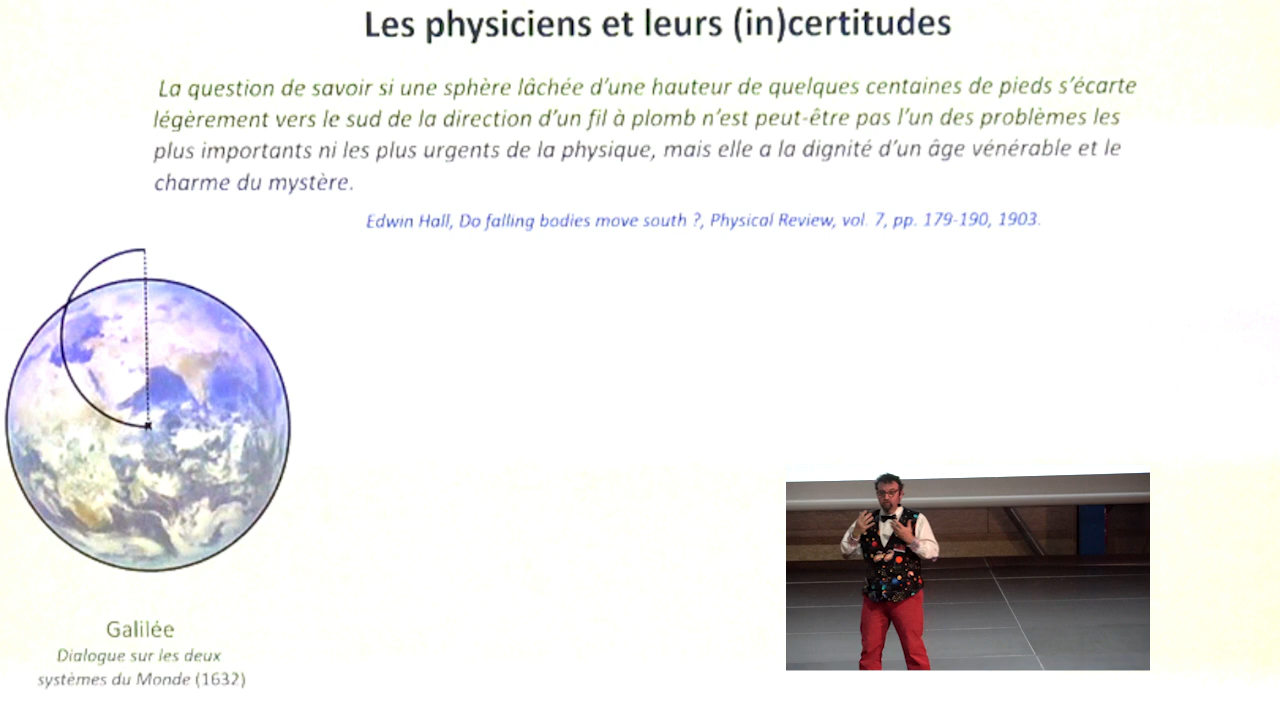 Les physiciens et leurs (in)certitudes
La question de savoir si une sphère lâchée d’une hauteur de quelques centaines de pieds s’écarte
légèrement vers le sud de la direction d’un fil à plomb n’est peut-être pas l’un des problèmes les
plus importants ni les plus urgents de la physique, mais elle a la dignité d’un âge vénérable et le
charme du mystère.
Edwin Hall, Do falling bodies move south ?, Physical Review, vol. 7, pp. 179-190, 1903.
Galilée
Dialogue sur les deux
systèmes du Monde (1632)